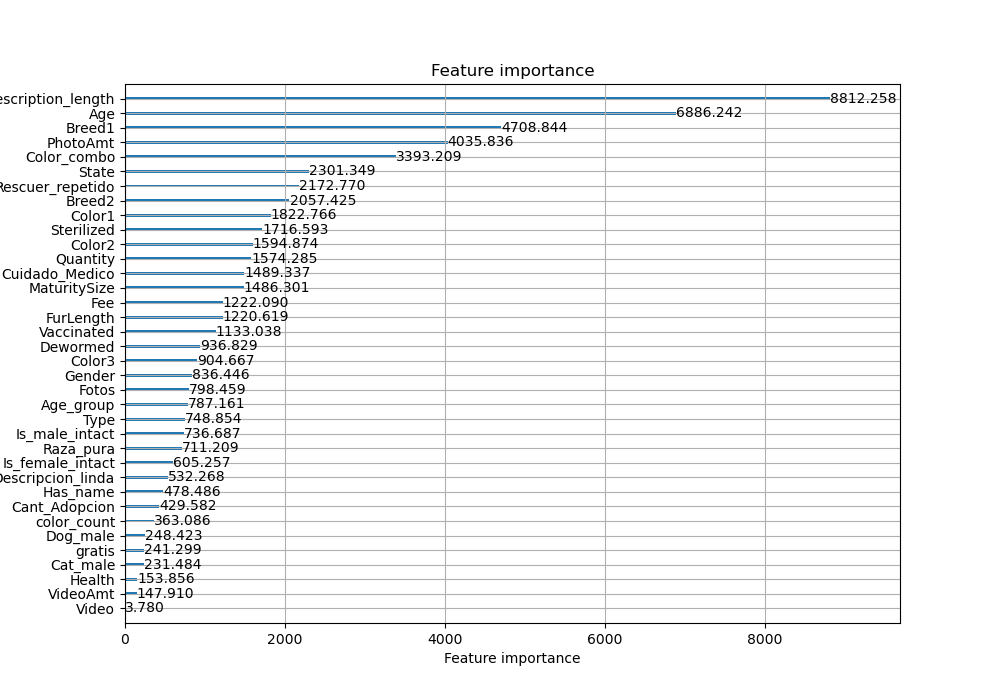 Feature importance
escription_length 8812.258
Age 6886.242
Breed1 4708.844
PhotoAmt 4035.836
Color_combo 3393.209
State 2301.349
Rescuer_repetido 2172.770
Breed2 2057.425
Color1 1822.766
Sterilized 1716.593
Color2 1594.874
Quantity 1574.285
Cuidado_Medico 1489.337
MaturitySize 1486.301
Fee 1222.090
FurLength 1220.619
Vaccinated 1133.038
Dewormed 936.829
Color3 904.667
Gender 836.446
Fotos 798.459
Age_group 787.161
Type 748.854
Is_male_intact 736.687
Raza_pura 711.209
Is_female_intact 605.257
Descripcion_linda 532.268
Has_name 478.486
Cant_Adopcion 429.582
color_count 363.086
Dog_male 248.423
gratis 241.299
Cat_male 231.484
Health 153.856
VideoAmt 147.910
Video 3.780
0 2000 4000 6000 8000
Feature importance